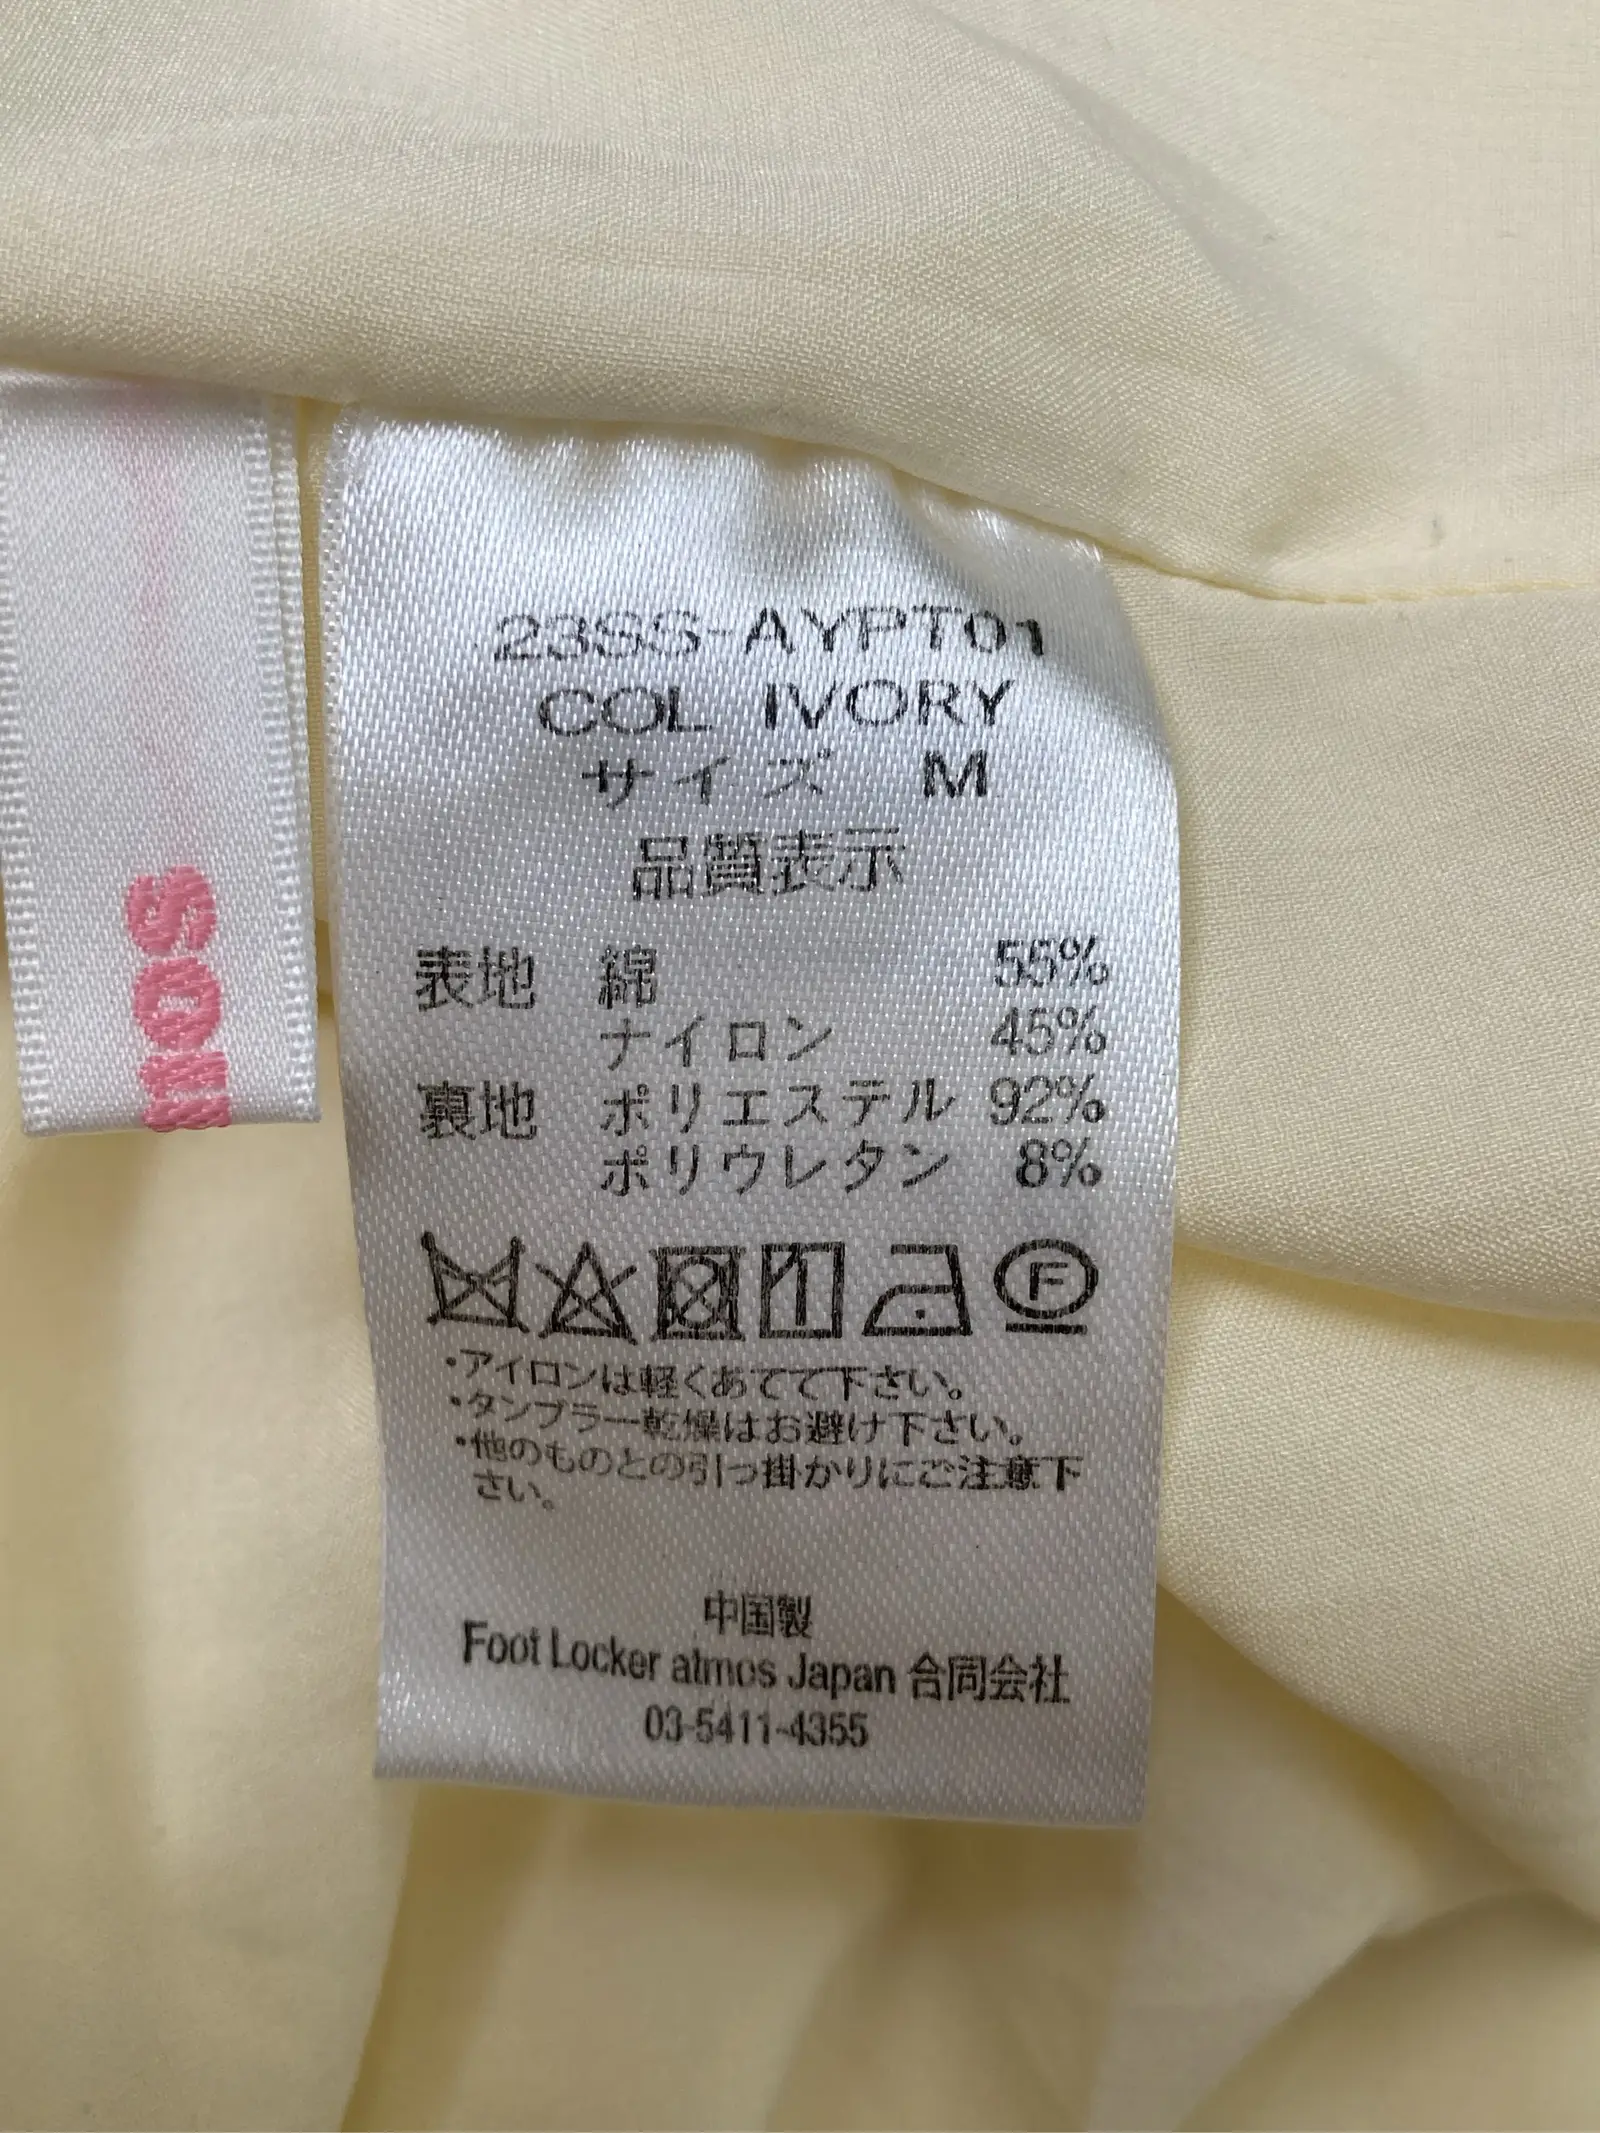 23SS-AYPT01
COL IVORY
サイズ M
品質表示
表地 綿 55%
ナイロン 45%
裏地 ポリエステル 92%
ポリウレタン 8%
F
・アイロンは軽くあてて下さい。
・タンブラー乾燥はお避け下さい。
・他のものとの引っ掛かりにご注意下
さい。
中国製
Foot Locker atmos Japan 合同会社
03-5411-4355